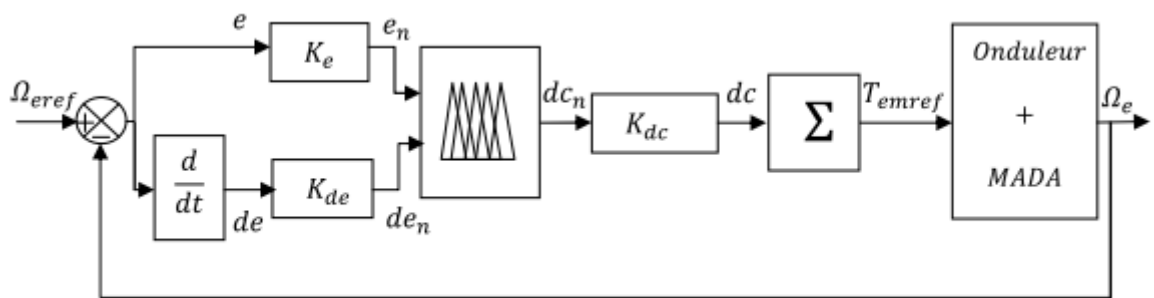 e
K_e
e_n
Ω_eref
+
−
d
dt
de
K_de
de_n
dc_n
K_dc
dc
Σ
T_emref
Onduleur
+
MADA
Ω_e